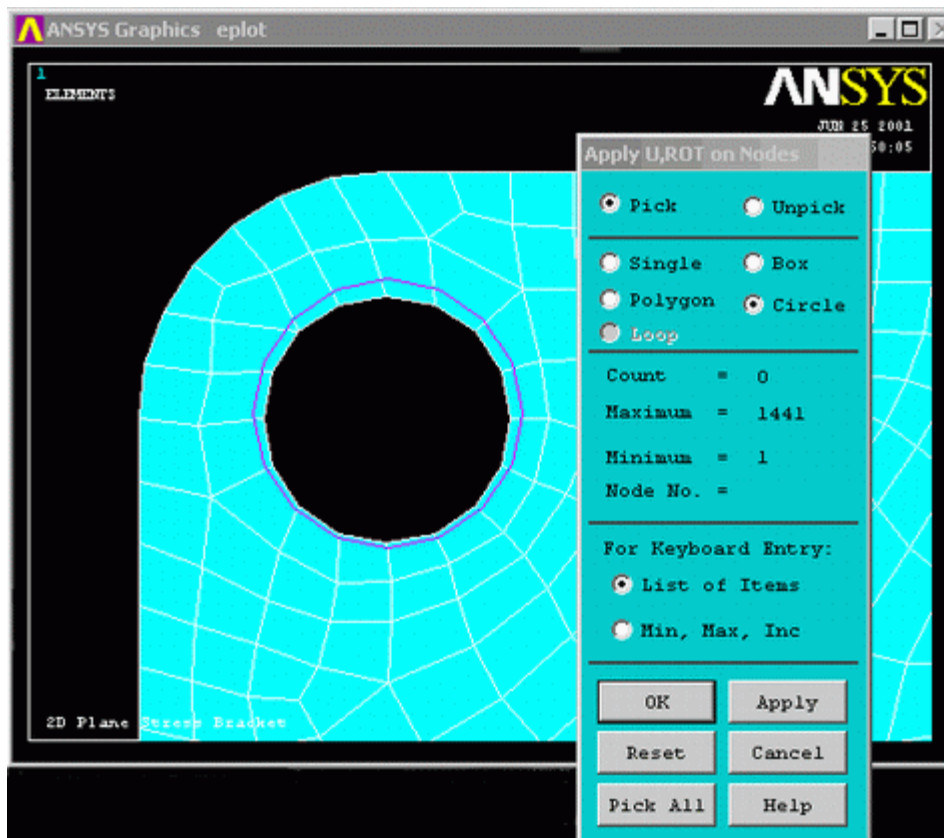 ANSYS Graphics eplot
1
ELEMENTS
ANSYS
JUN 25 2001
50:05
Apply U,ROT on Nodes
Pick Unpick
Single Box
Polygon Circle
Loop
Count = 0
Maximum = 1441
Minimum = 1
Node No. =
For Keyboard Entry:
List of Items
Min, Max, Inc
OK Apply
Reset Cancel
Pick All Help
2D Plane Stress Bracket